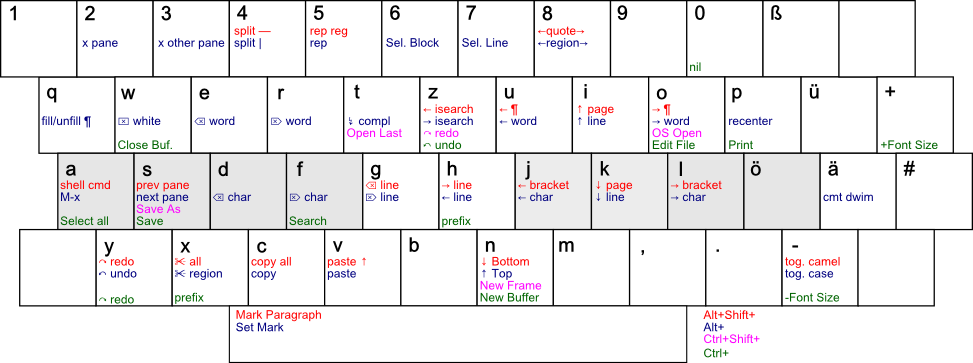 1 2 3 4 5 6 7 8 9 0 ß
split — rep reg ←quote→
x pane x other pane split | rep Sel. Block Sel. Line ←region→
nil
q w e r t z u i o p ü +
← isearch ← ¶ ↑ page → ¶
fill/unfill ¶ ⌧ white ⌫ word ⌦ word ↯ compl → isearch ← word ↑ line → word recenter
Open Last ↷ redo OS Open
Close Buf. ↶ undo Edit File Print +Font Size
a s d f g h j k l ö ä #
shell cmd prev pane ⌫ line → line ← bracket ↓ page → bracket
M-x next pane ⌫ char ⌦ char ⌦ line ← line ← char ↓ line → char cmt dwim
Save As
Select all Save Search prefix
y x c v b n m , . -
↷ redo ✀ all copy all paste ↑ ↓ Bottom tog. camel
↶ undo ✀ region copy paste ↑ Top tog. case
New Frame
↷ redo prefix New Buffer -Font Size
Mark Paragraph Alt+Shift+
Set Mark Alt+
Ctrl+Shift+
Ctrl+